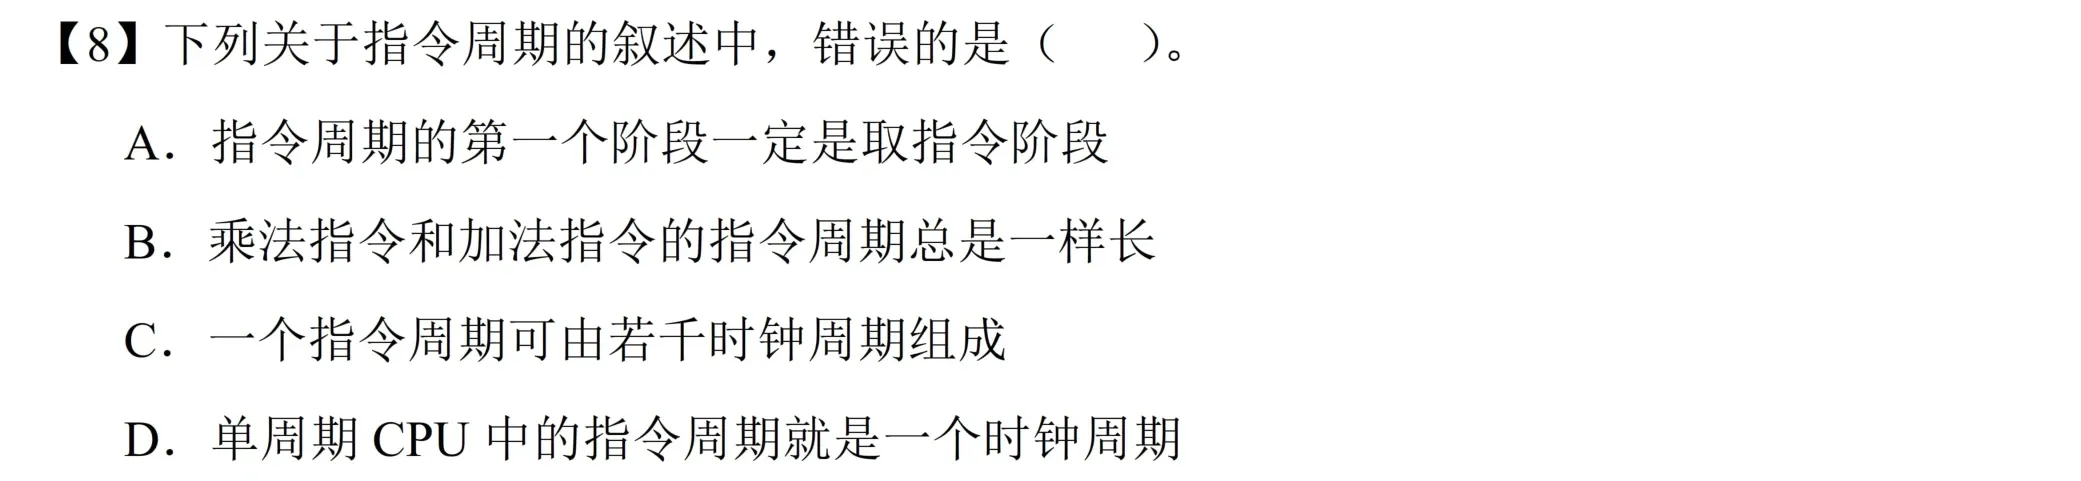 【8】下列关于指令周期的叙述中，错误的是（　　）。
A．指令周期的第一个阶段一定是取指令阶段
B．乘法指令和加法指令的指令周期总是一样长
C．一个指令周期可由若干时钟周期组成
D．单周期 CPU 中的指令周期就是一个时钟周期